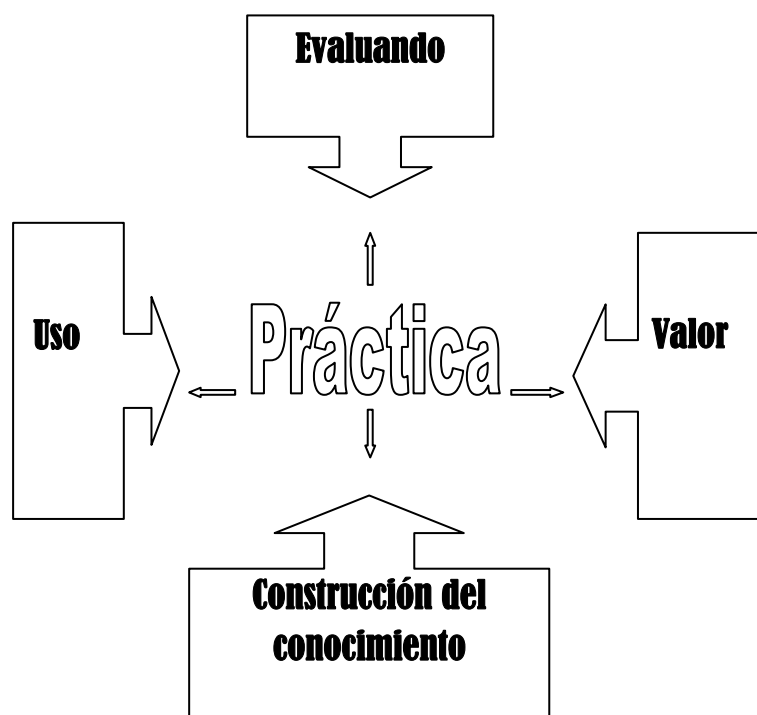 Evaluando
Uso
Práctica
Valor
Construcción del
conocimiento